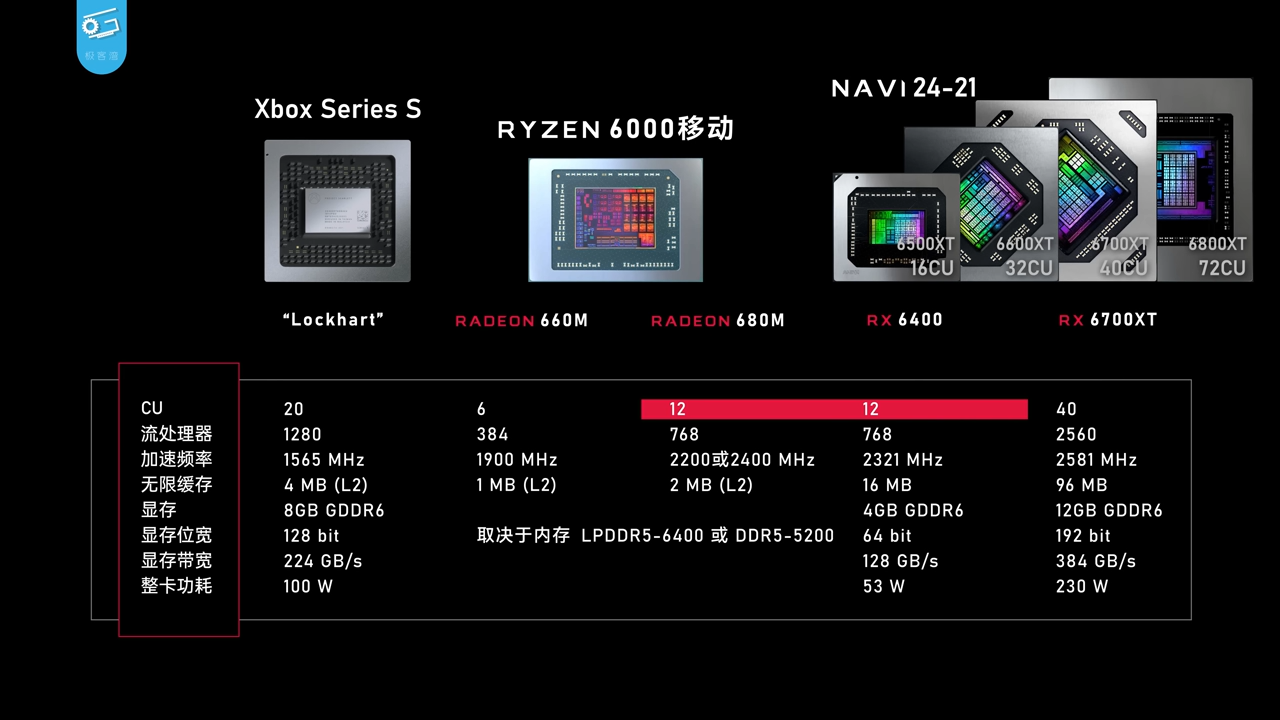 极客湾
Xbox Series S
RYZEN 6000移动
NAVI 24-21
6500XT
16CU
6600XT
32CU
6700XT
40CU
6800XT
72CU
“Lockhart”
RADEON 660M
RADEON 680M
RX 6400
RX 6700XT
CU 20 6 12 12 40
流处理器 1280 384 768 768 2560
加速频率 1565 MHz 1900 MHz 2200或2400 MHz 2321 MHz 2581 MHz
无限缓存 4 MB (L2) 1 MB (L2) 2 MB (L2) 16 MB 96 MB
显存 8GB GDDR6 4GB GDDR6 12GB GDDR6
显存位宽 128 bit 取决于内存 LPDDR5-6400 或 DDR5-5200 64 bit 192 bit
显存带宽 224 GB/s 128 GB/s 384 GB/s
整卡功耗 100 W 53 W 230 W